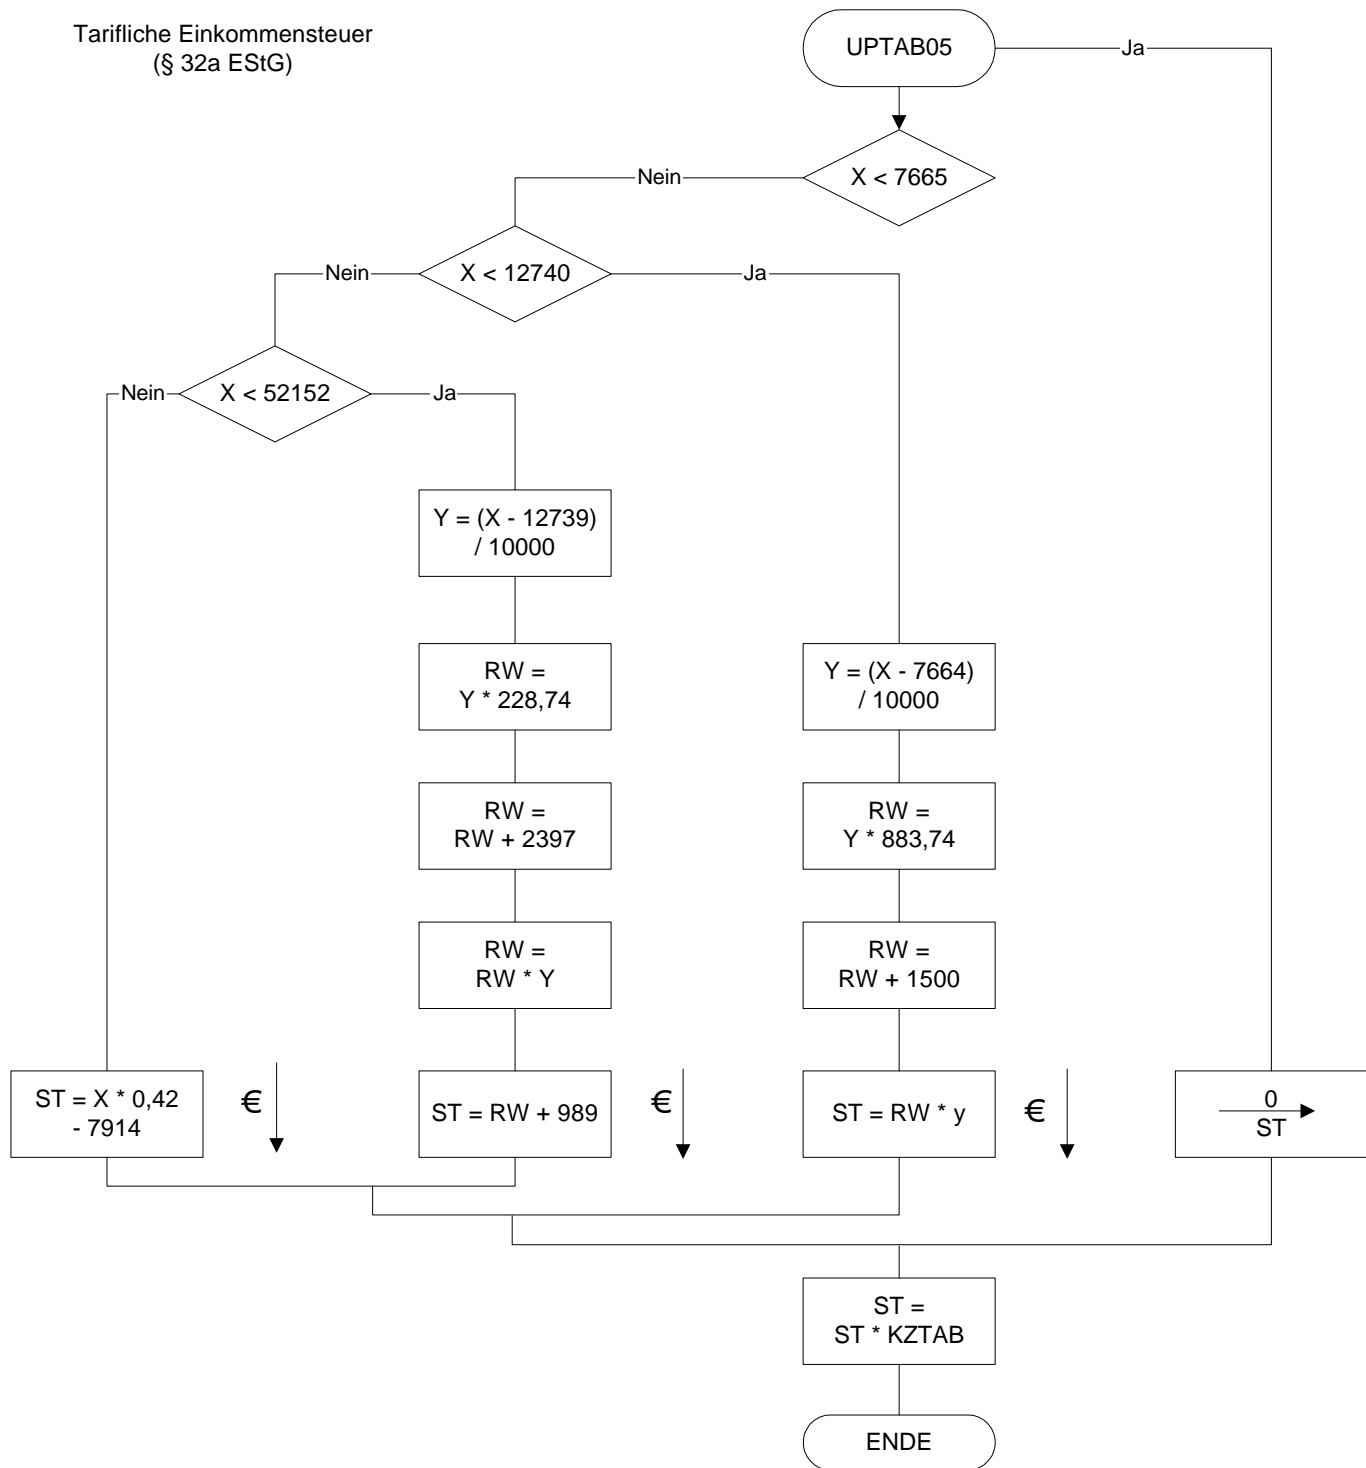 Tarifliche Einkommensteuer
(§ 32a EStG)
UPTAB05
Ja
Nein
X < 7665
Nein
X < 12740
Ja
Nein
X < 52152
Ja
Y = (X - 12739)
/ 10000
RW =
Y * 228,74
Y = (X - 7664)
/ 10000
RW =
RW + 2397
RW =
Y * 883,74
RW =
RW * Y
RW =
RW + 1500
ST = X * 0,42
- 7914
€
ST = RW + 989
€
ST = RW * y
€
0
ST
ST =
ST * KZTAB
ENDE